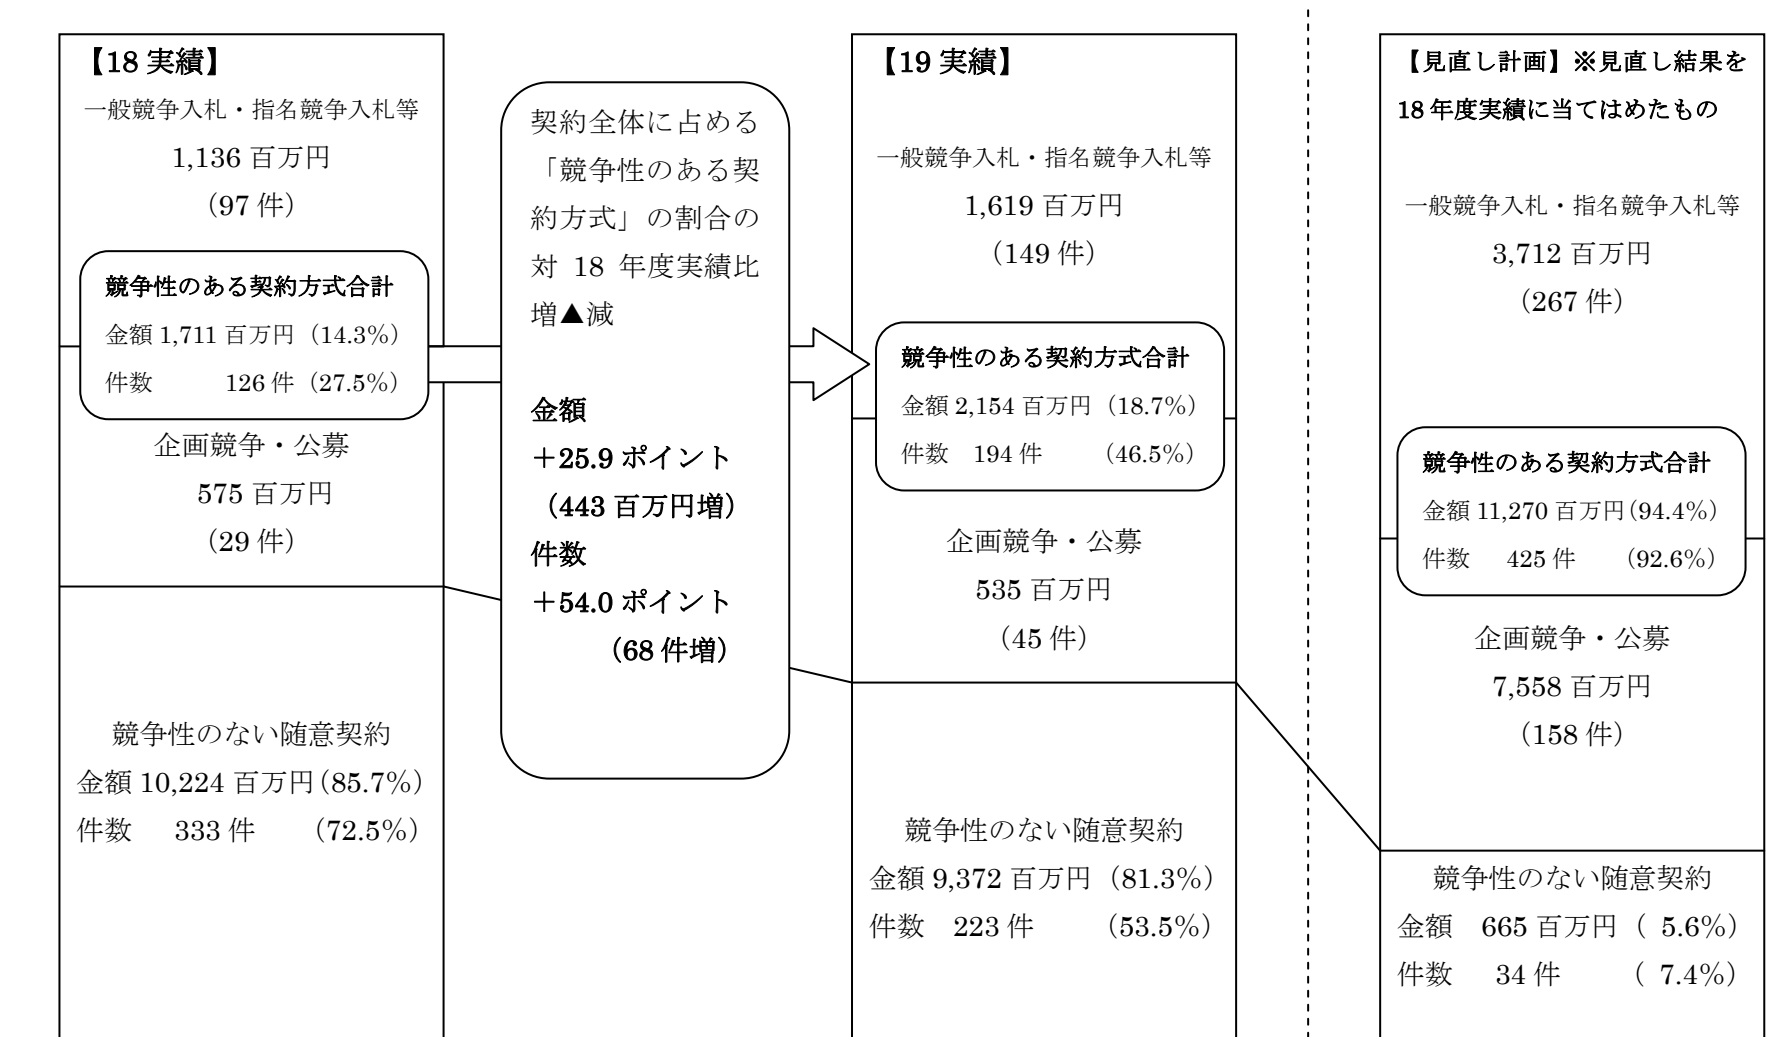 【18 実績】
一般競争入札・指名競争入札等
1,136 百万円
（97 件）
競争性のある契約方式合計
金額 1,711 百万円（14.3%）
件数 126 件（27.5%）
企画競争・公募
575 百万円
（29 件）
競争性のない随意契約
金額 10,224 百万円（85.7%）
件数 333 件 （72.5%）
契約全体に占める
「競争性のある契
約方式」の割合の
対 18 年度実績比
増▲減
金額
＋25.9 ポイント
（443 百万円増）
件数
＋54.0 ポイント
（68 件増）
【19 実績】
一般競争入札・指名競争入札等
1,619 百万円
（149 件）
競争性のある契約方式合計
金額 2,154 百万円（18.7%）
件数 194 件 （46.5%）
企画競争・公募
535 百万円
（45 件）
競争性のない随意契約
金額 9,372 百万円（81.3%）
件数 223 件 （53.5%）
【見直し計画】※見直し結果を
18 年度実績に当てはめたもの
一般競争入札・指名競争入札等
3,712 百万円
（267 件）
競争性のある契約方式合計
金額 11,270 百万円（94.4%）
件数 425 件 （92.6%）
企画競争・公募
7,558 百万円
（158 件）
競争性のない随意契約
金額 665 百万円（ 5.6%）
件数 34 件 （ 7.4%）